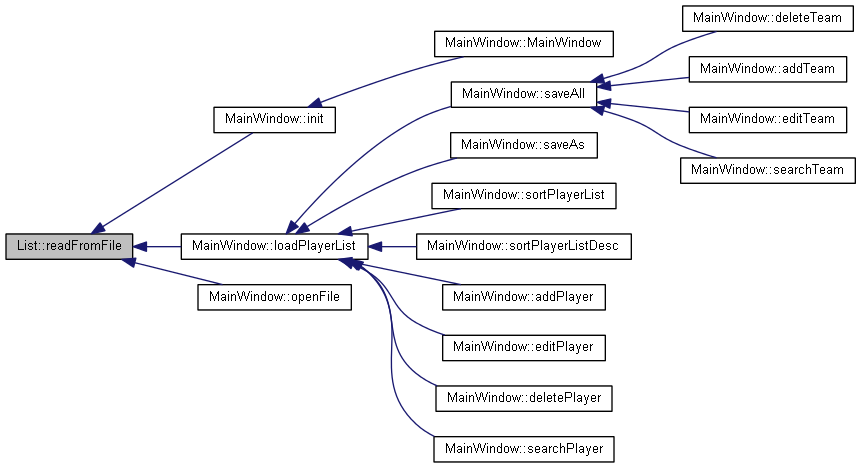 MainWindow::deleteTeam
MainWindow::MainWindow
MainWindow::addTeam
MainWindow::saveAll
MainWindow::init
MainWindow::editTeam
MainWindow::saveAs
MainWindow::searchTeam
MainWindow::sortPlayerList
List::readFromFile
MainWindow::loadPlayerList
MainWindow::sortPlayerListDesc
MainWindow::openFile
MainWindow::addPlayer
MainWindow::editPlayer
MainWindow::deletePlayer
MainWindow::searchPlayer